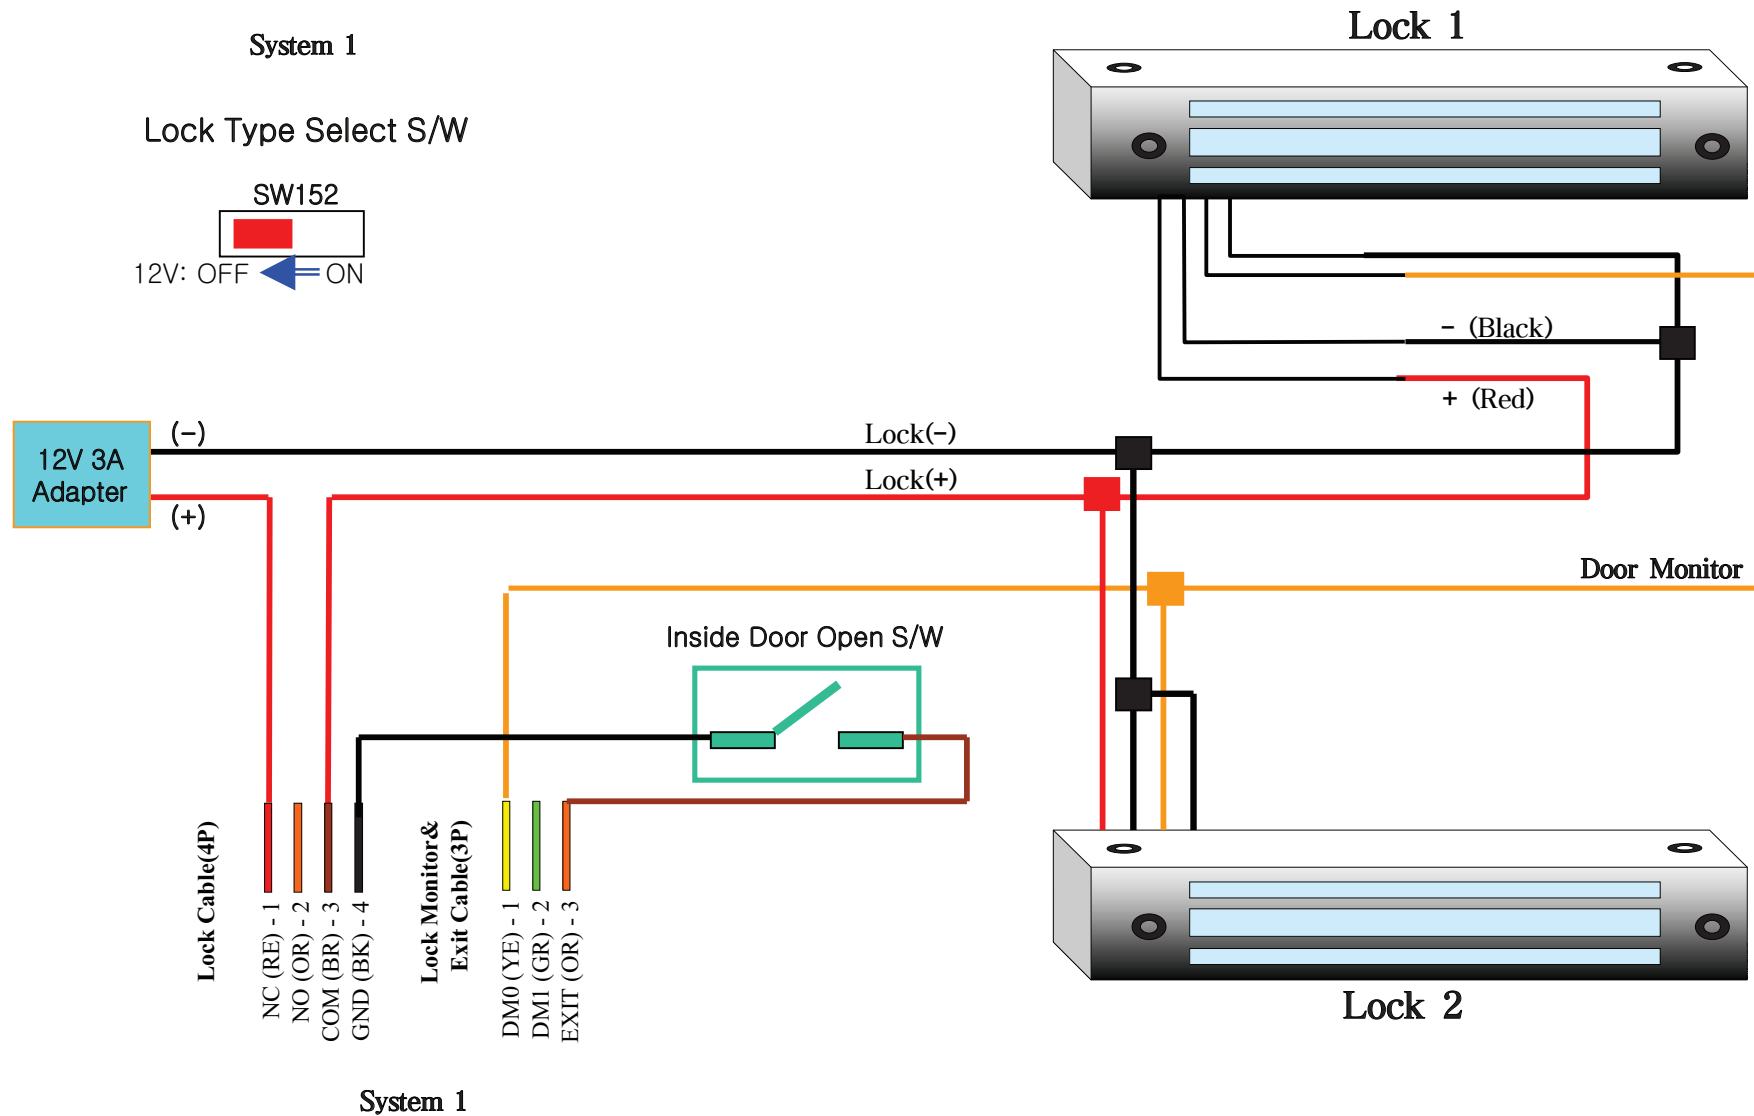 System 1
Lock 1
Lock Type Select S/W
SW152
12V: OFF ON
- (Black)
+ (Red)
(-)
12V 3A
Adapter
(+)
Lock(-)
Lock(+)
Door Monitor
Inside Door Open S/W
Lock Cable(4P)
NC (RE) - 1
NO (OR) - 2
COM (BR) - 3
GND (BK) - 4
Lock Monitor&
Exit Cable(3P)
DM0 (YE) - 1
DM1 (GR) - 2
EXIT (OR) - 3
Lock 2
System 1